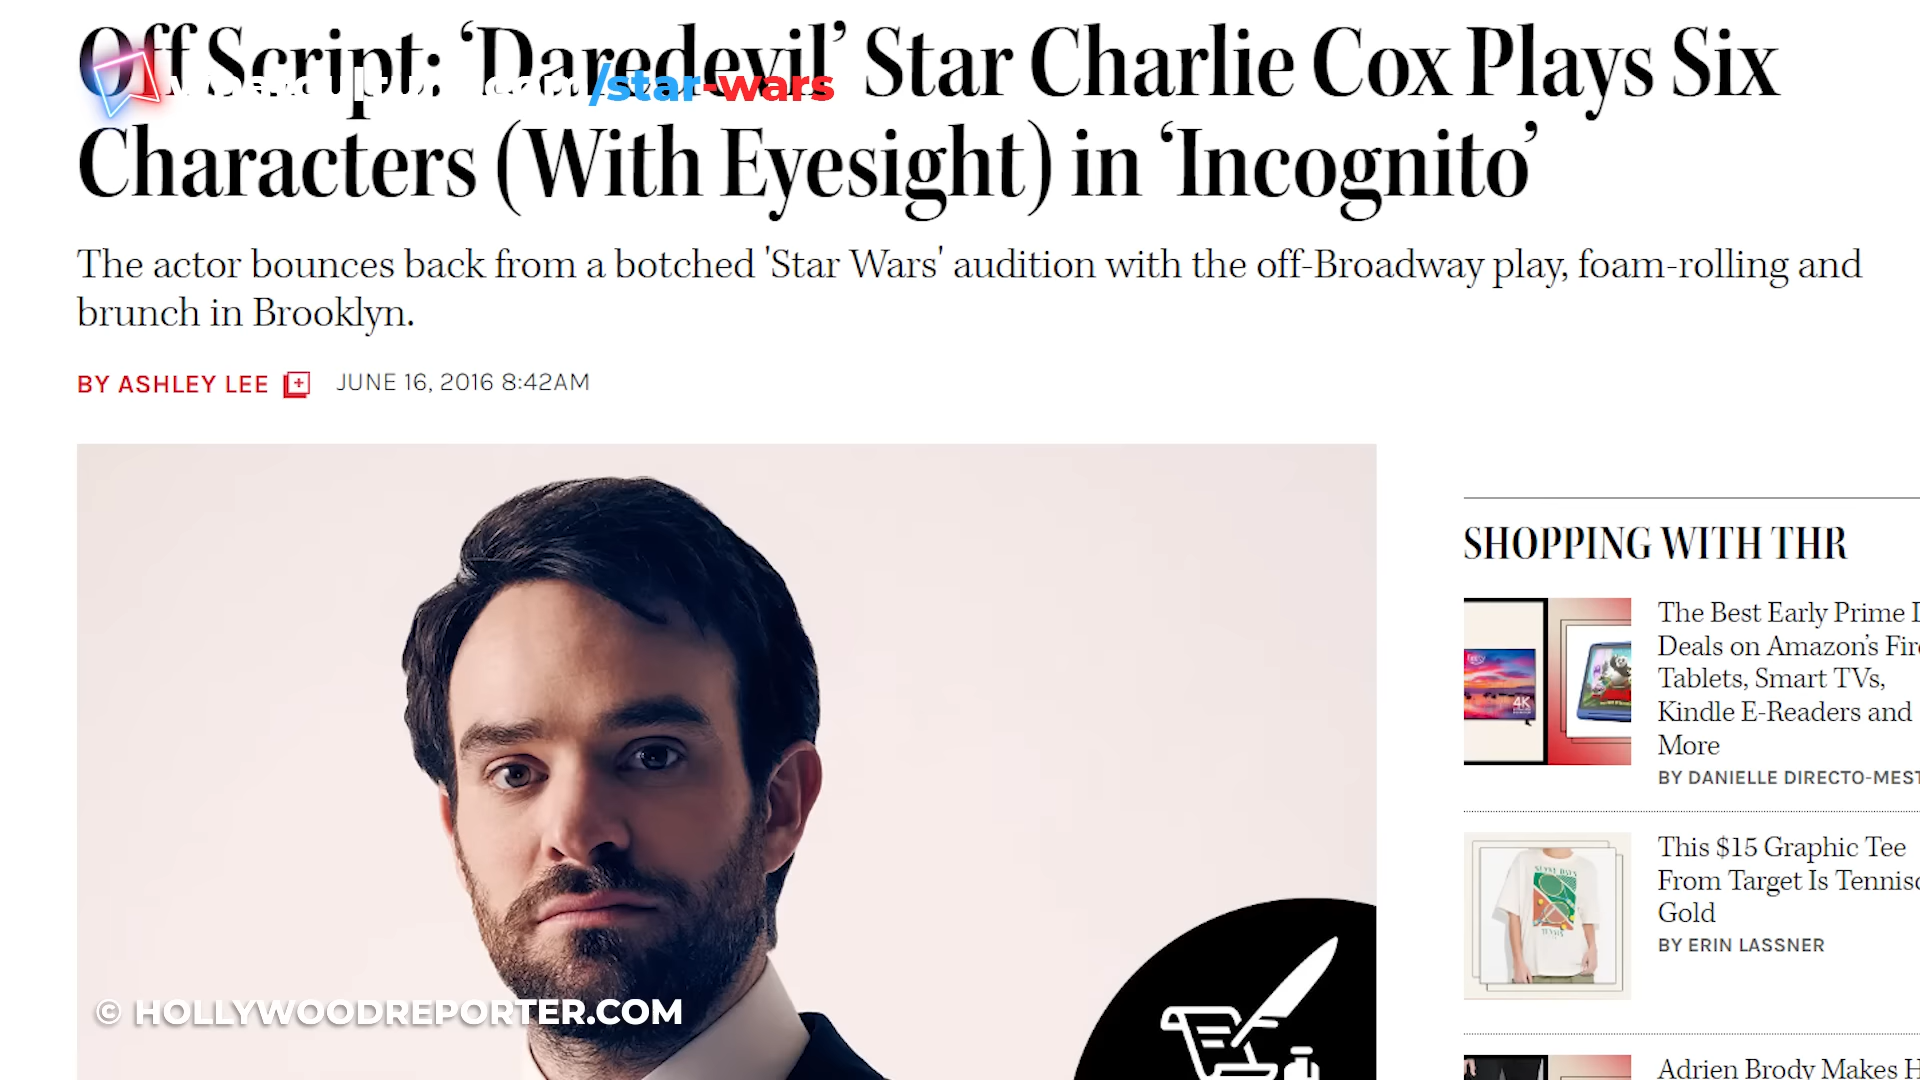 Off Script: ‘Daredevil’ Star Charlie Cox Plays Six
/star-wars
Characters (With Eyesight) in ‘Incognito’
The actor bounces back from a botched 'Star Wars' audition with the off-Broadway play, foam-rolling and
brunch in Brooklyn.
BY ASHLEY LEE JUNE 16, 2016 8:42AM
SHOPPING WITH THR
The Best Early Prime
Deals on Amazon’s
Tablets, Smart TVs,
Kindle E-Readers and
More
BY DANIELLE
4K
This $15 Graphic Tee
From Target Is
Gold
BY ERIN LASSNER
TENNIS
Adrien Brody Makes
© HOLLYWOODREPORTER.COM